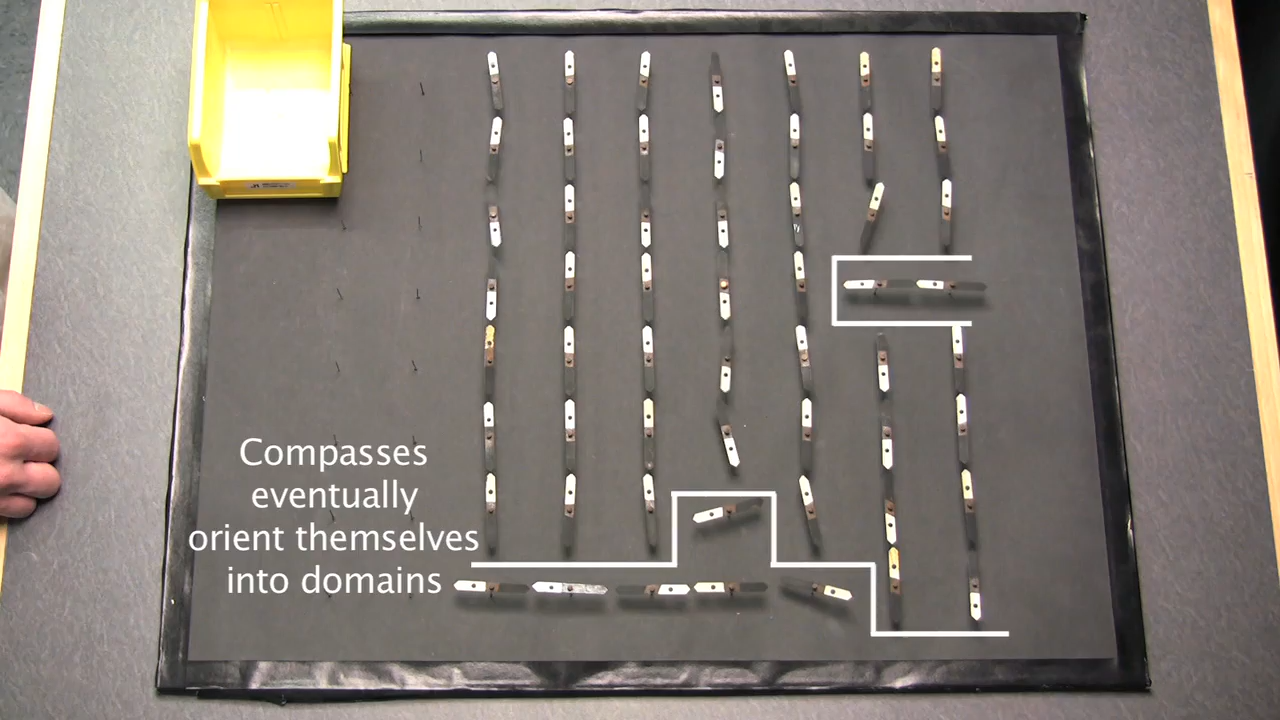 Compasses
eventually
orient themselves
into domains